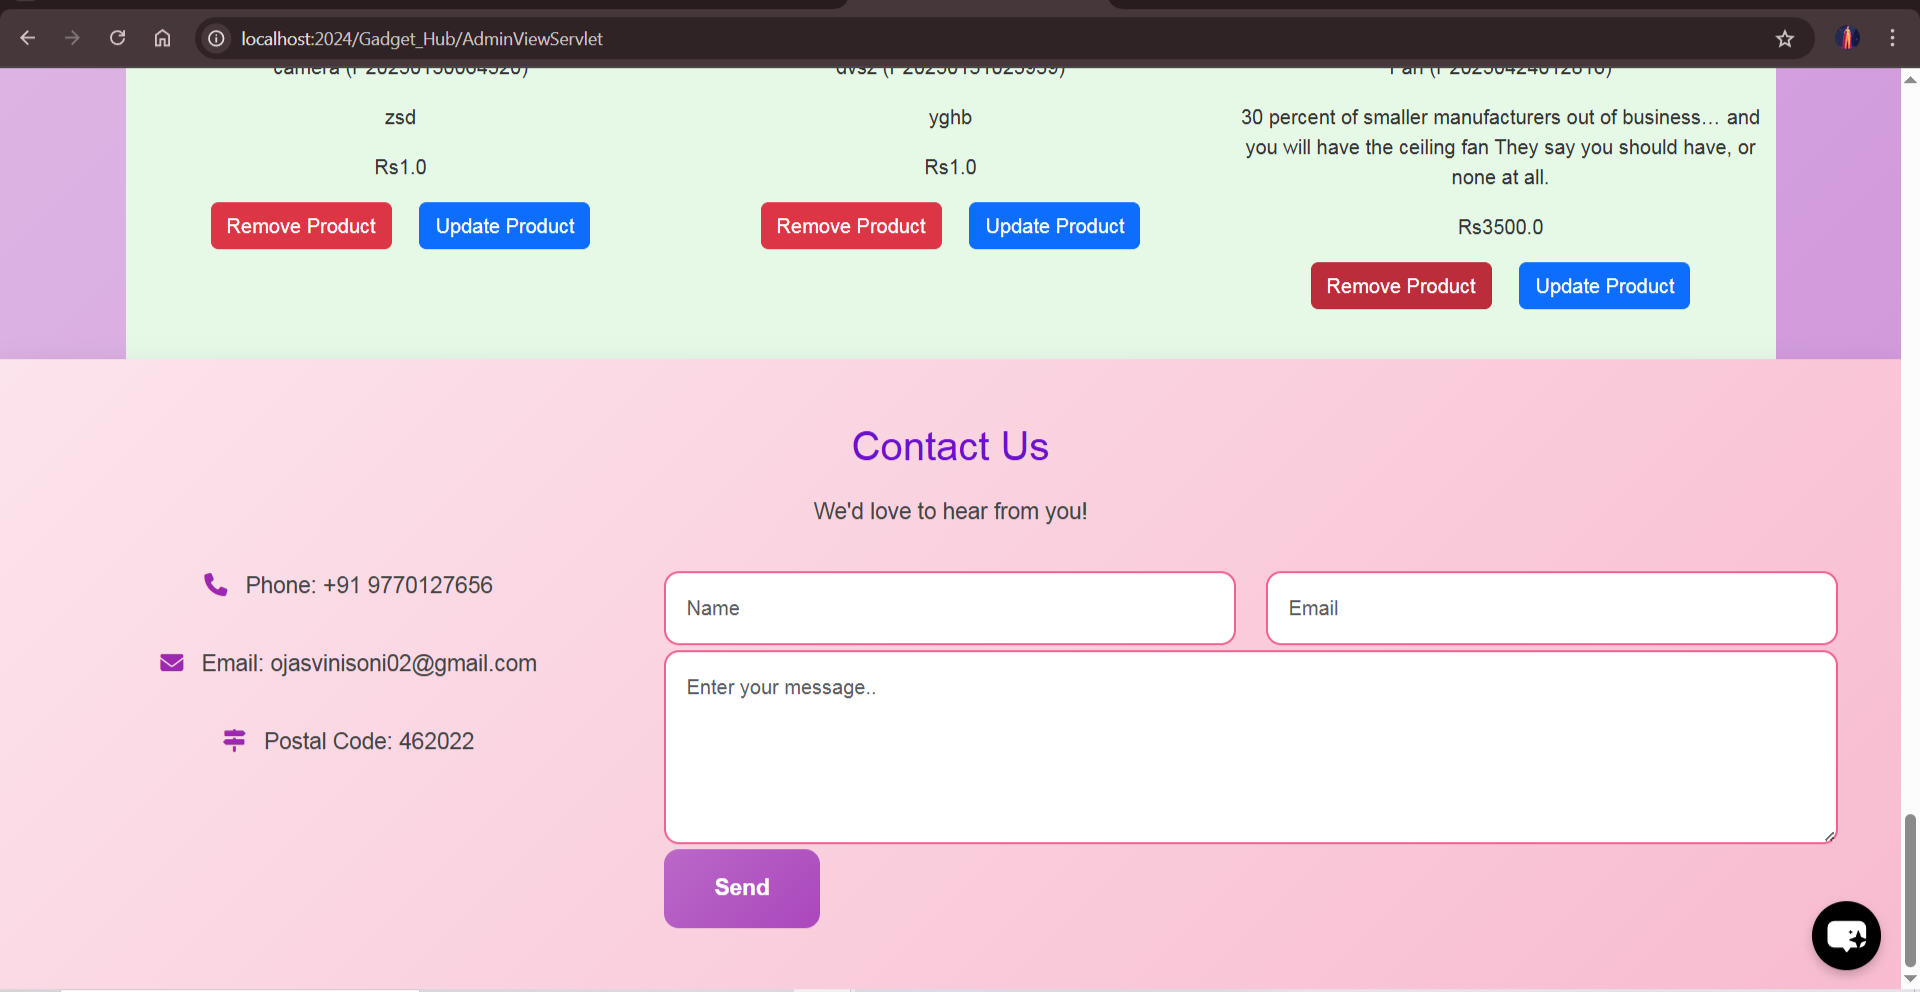 localhost:2024/Gadget_Hub/AdminViewServlet
zsd
yghb
30 percent of smaller manufacturers out of business… and
you will have the ceiling fan They say you should have, or
none at all.
Rs1.0
Rs1.0
Rs3500.0
Remove Product
Update Product
Remove Product
Update Product
Remove Product
Update Product
Contact Us
We'd love to hear from you!
Phone: +91 9770127656
Email: ojasvinisoni02@gmail.com
Postal Code: 462022
Name
Email
Enter your message..
Send